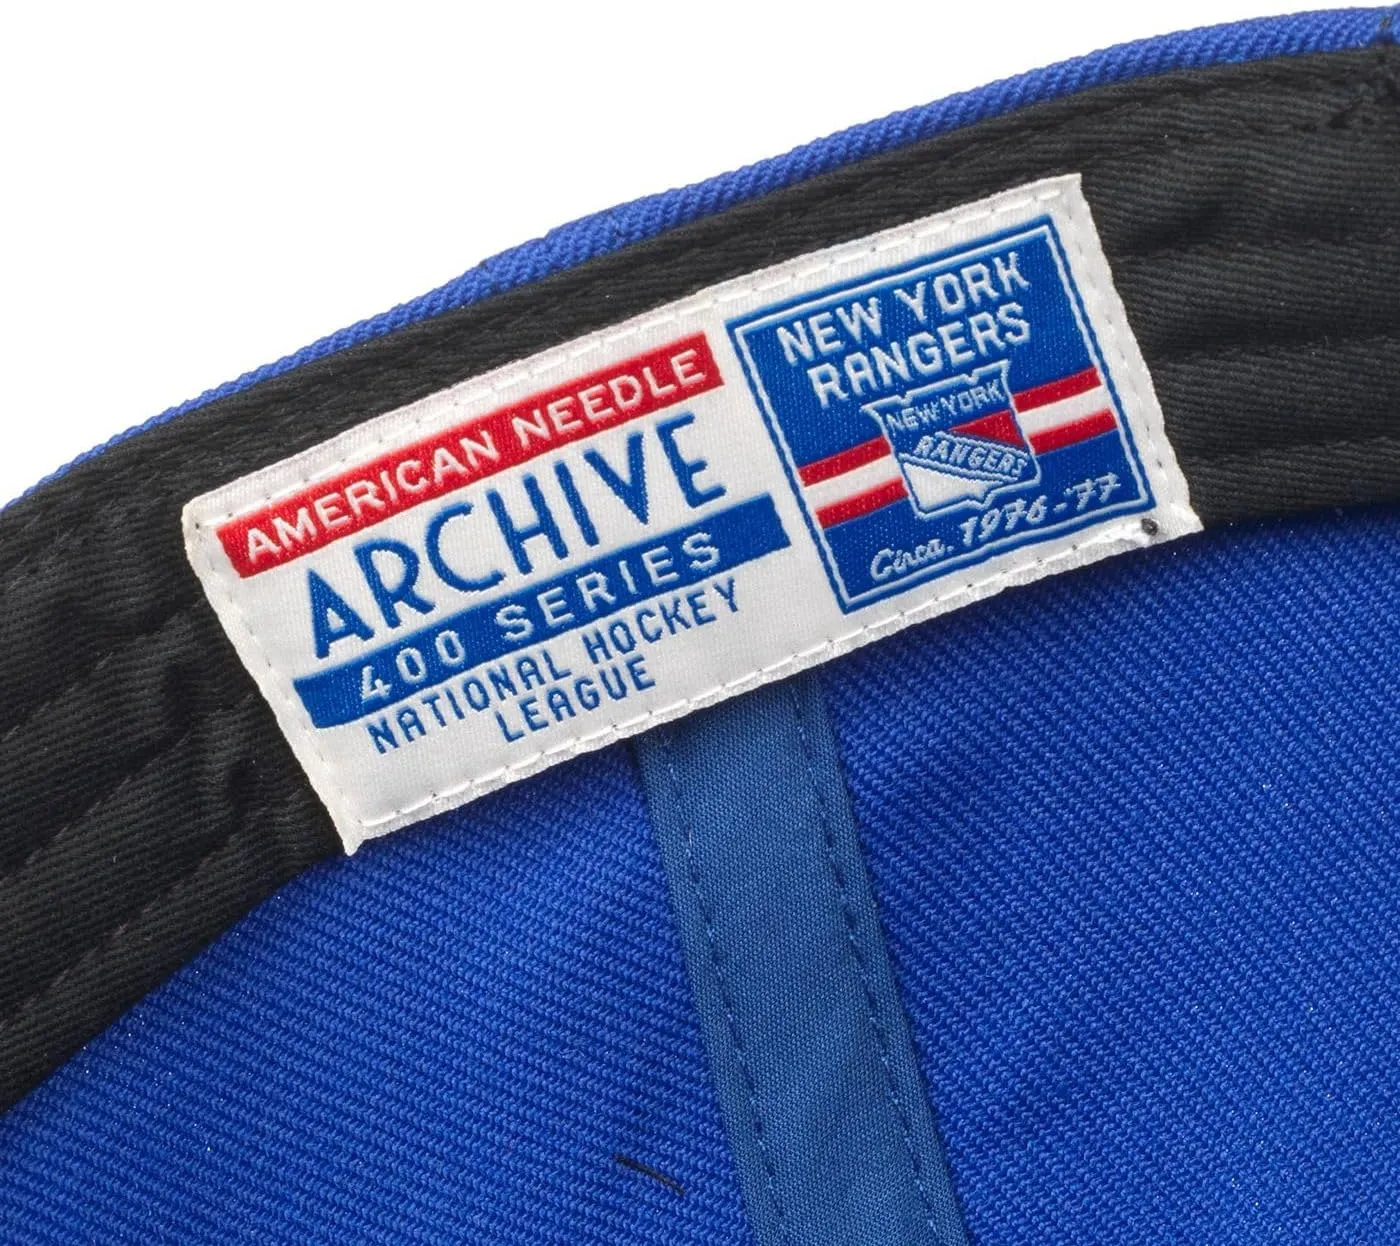 AMERICAN NEEDLE
ARCHIVE
400 SERIES
NATIONAL HOCKEY
LEAGUE
NEW YORK
RANGERS
NEW YORK
RANGERS
Circa. 1976-'77